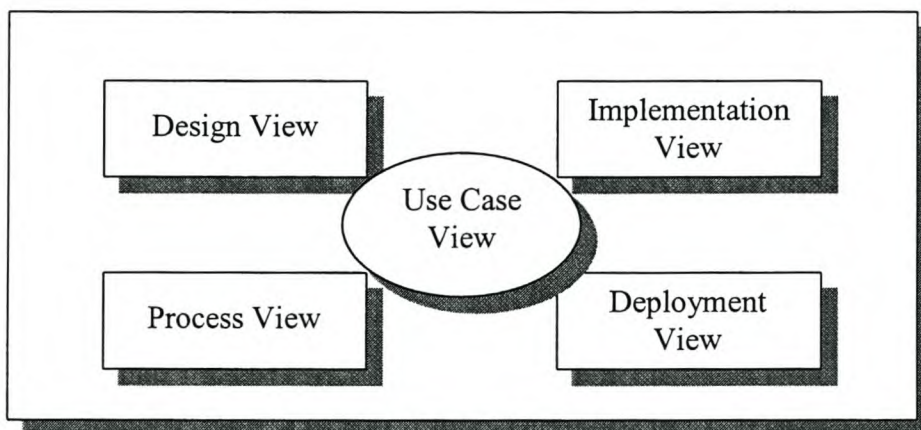 Design View
Implementation
View
Use Case
View
Process View
Deployment
View